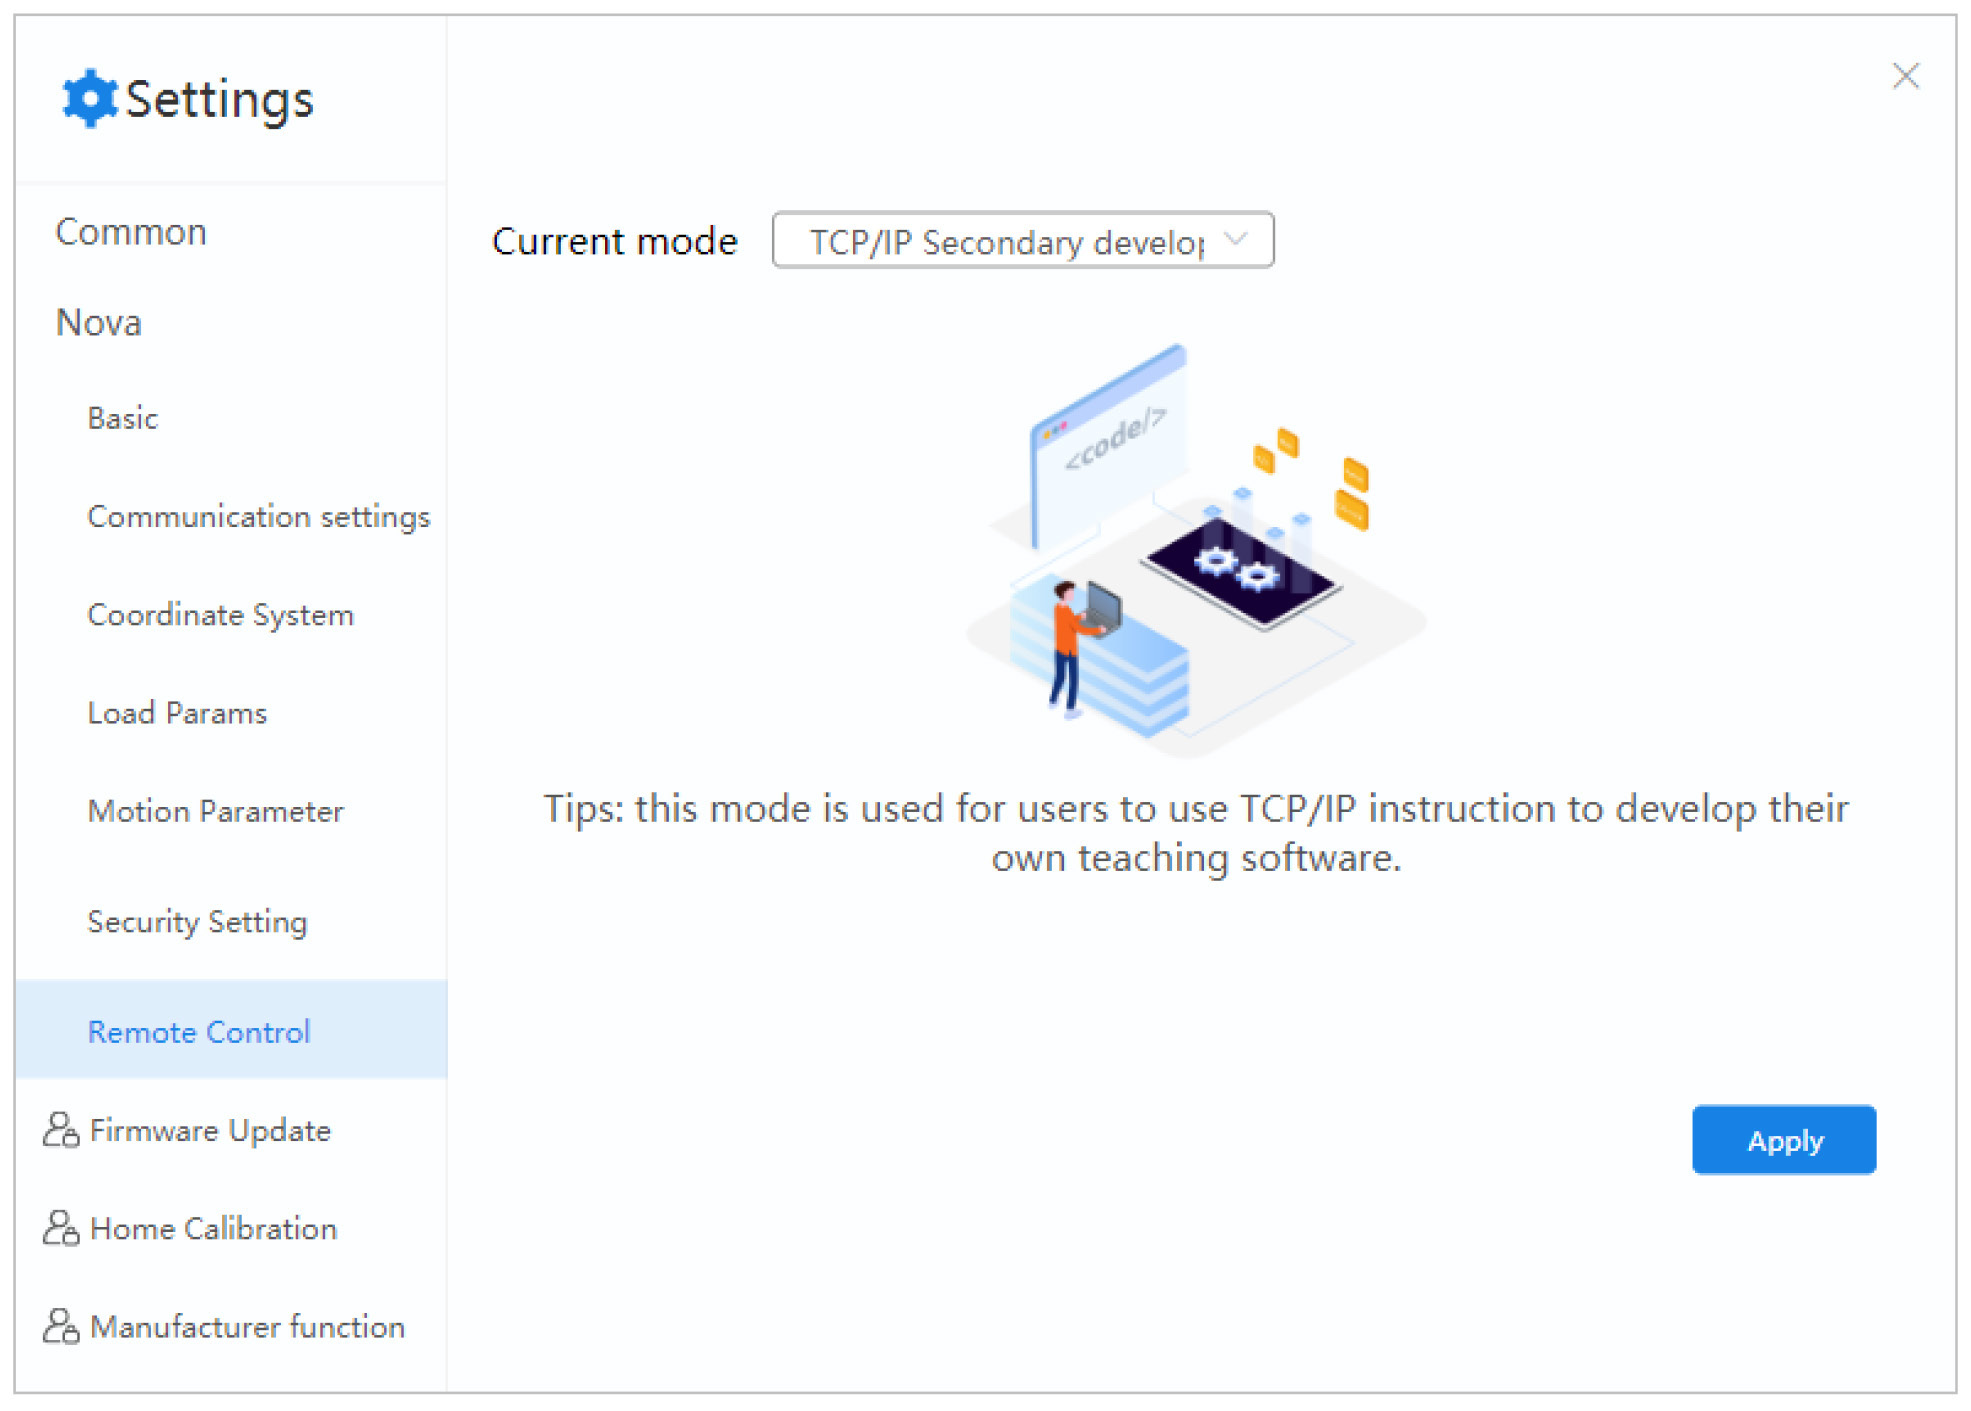 Settings
Common
Nova
Basic
Communication settings
Coordinate System
Load Params
Motion Parameter
Security Setting
Remote Control
Firmware Update
Home Calibration
Manufacturer function
Current mode
TCP/IP Secondary develop
<code/>
Tips: this mode is used for users to use TCP/IP instruction to develop their
own teaching software.
Apply